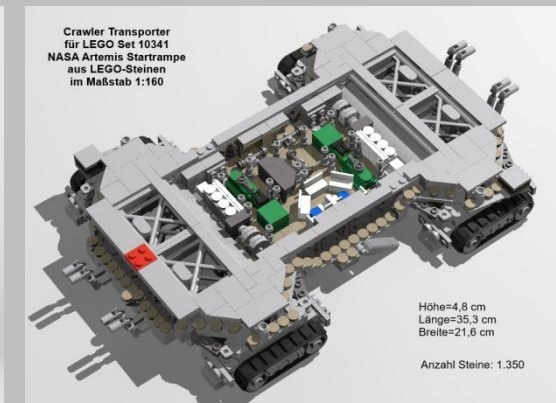 Crawler Transporter
für LEGO Set 10341
NASA Artemis Startrampe
aus LEGO-Steinen
im Maßstab 1:160
Höhe=4,8 cm
Länge=35,3 cm
Breite=21,6 cm
Anzahl Steine: 1.350